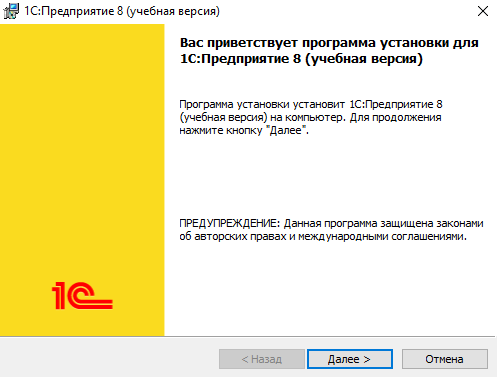 1С:Предприятие 8 (учебная версия)
Вас приветствует программа установки для
1С:Предприятие 8 (учебная версия)
Программа установки установит 1С:Предприятие 8
(учебная версия) на компьютер. Для продолжения
нажмите кнопку "Далее".
ПРЕДУПРЕЖДЕНИЕ: Данная программа защищена законами
об авторских правах и международными соглашениями.
1С
< Назад
Далее >
Отмена